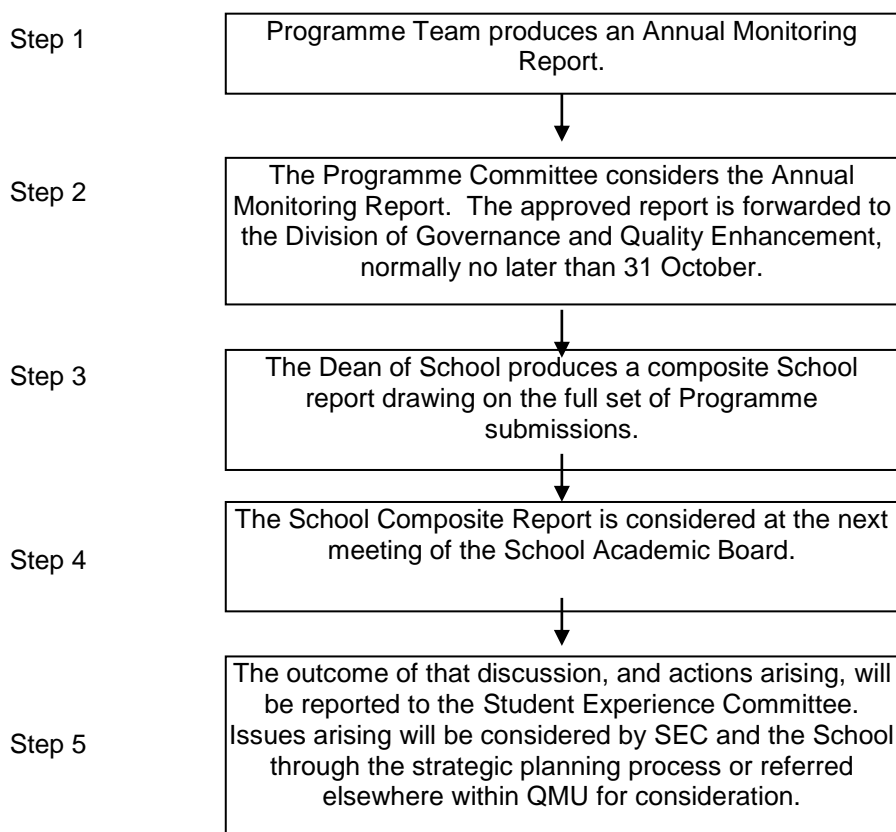 Step 1
Programme Team produces an Annual Monitoring
Report.
Step 2
The Programme Committee considers the Annual
Monitoring Report.  The approved report is forwarded to
the Division of Governance and Quality Enhancement,
normally no later than 31 October.
Step 3
The Dean of School produces a composite School
report drawing on the full set of Programme
submissions.
Step 4
The School Composite Report is considered at the next
meeting of the School Academic Board.
Step 5
The outcome of that discussion, and actions arising, will
be reported to the Student Experience Committee.
Issues arising will be considered by SEC and the School
through the strategic planning process or referred
elsewhere within QMU for consideration.